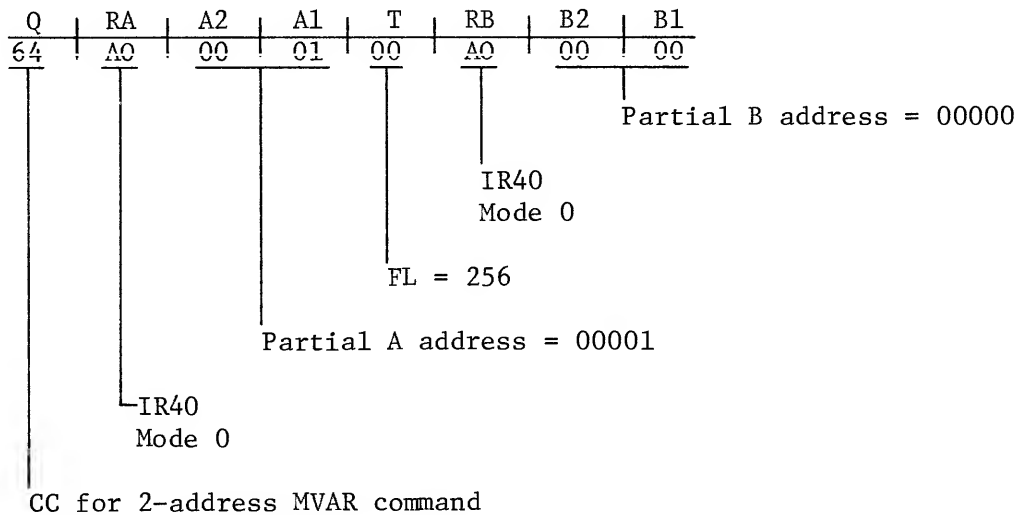 Q | RA | A2 | A1 | T | RB | B2 | B1
64 | A0 | 00 | 01 | 00 | A0 | 00 | 00
Partial B address = 00000
IR40
Mode 0
FL = 256
Partial A address = 00001
IR40
Mode 0
CC for 2-address MVAR command